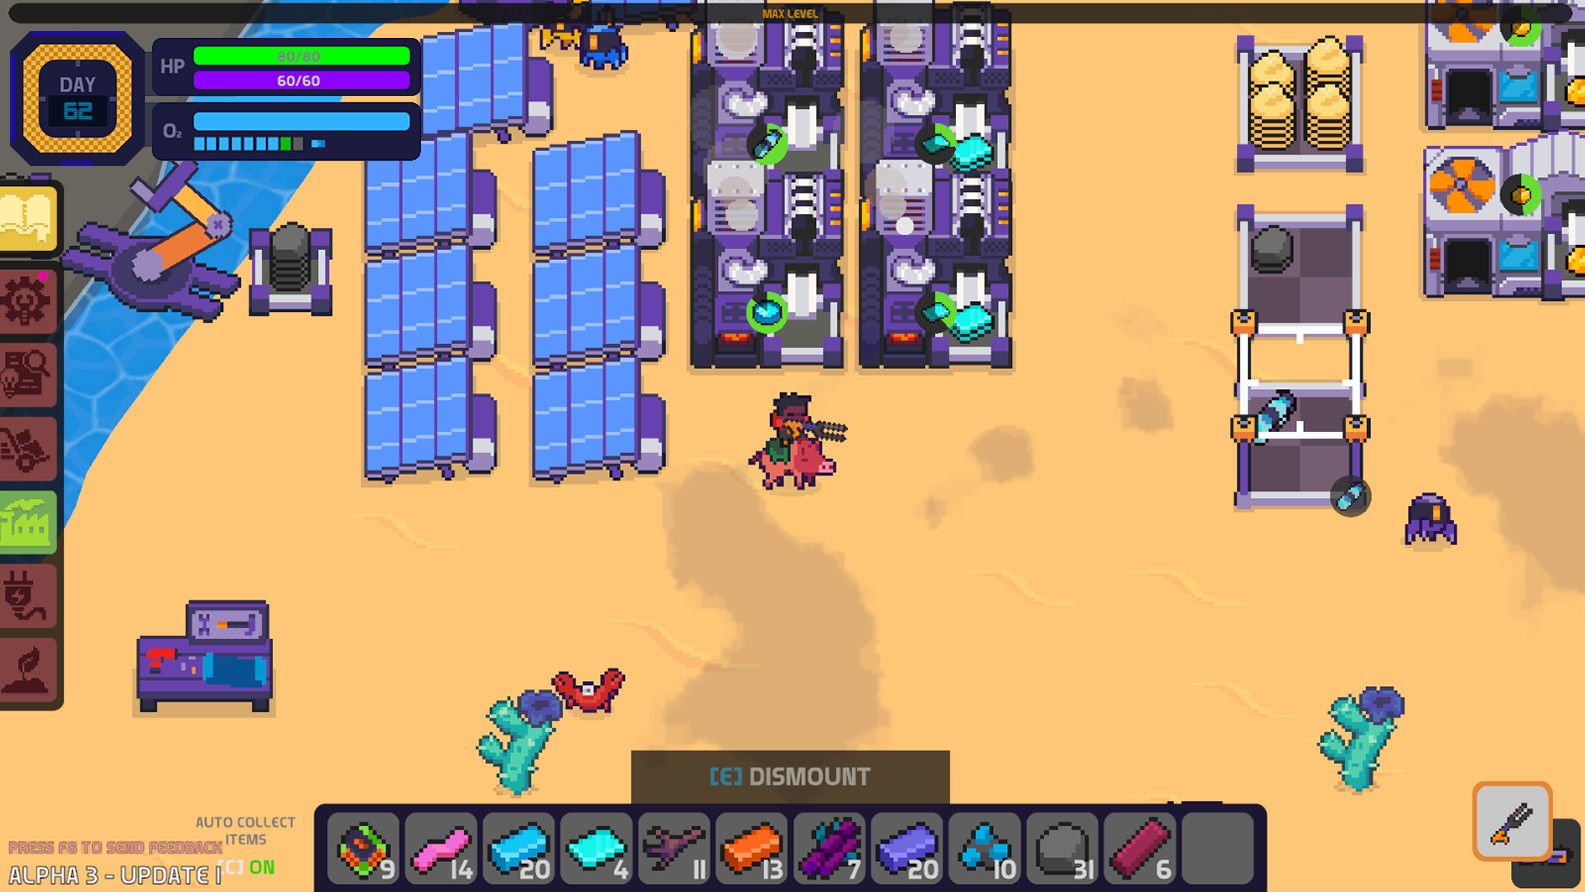 MAX LEVEL
DAY
62
HP
80/80
60/60
O₂
[E] DISMOUNT
AUTO COLLECT
ITEMS
[C] ON
PRESS F8 TO SEND FEEDBACK
ALPHA 3 - UPDATE 1
9
14
20
4
11
13
7
20
10
31
6